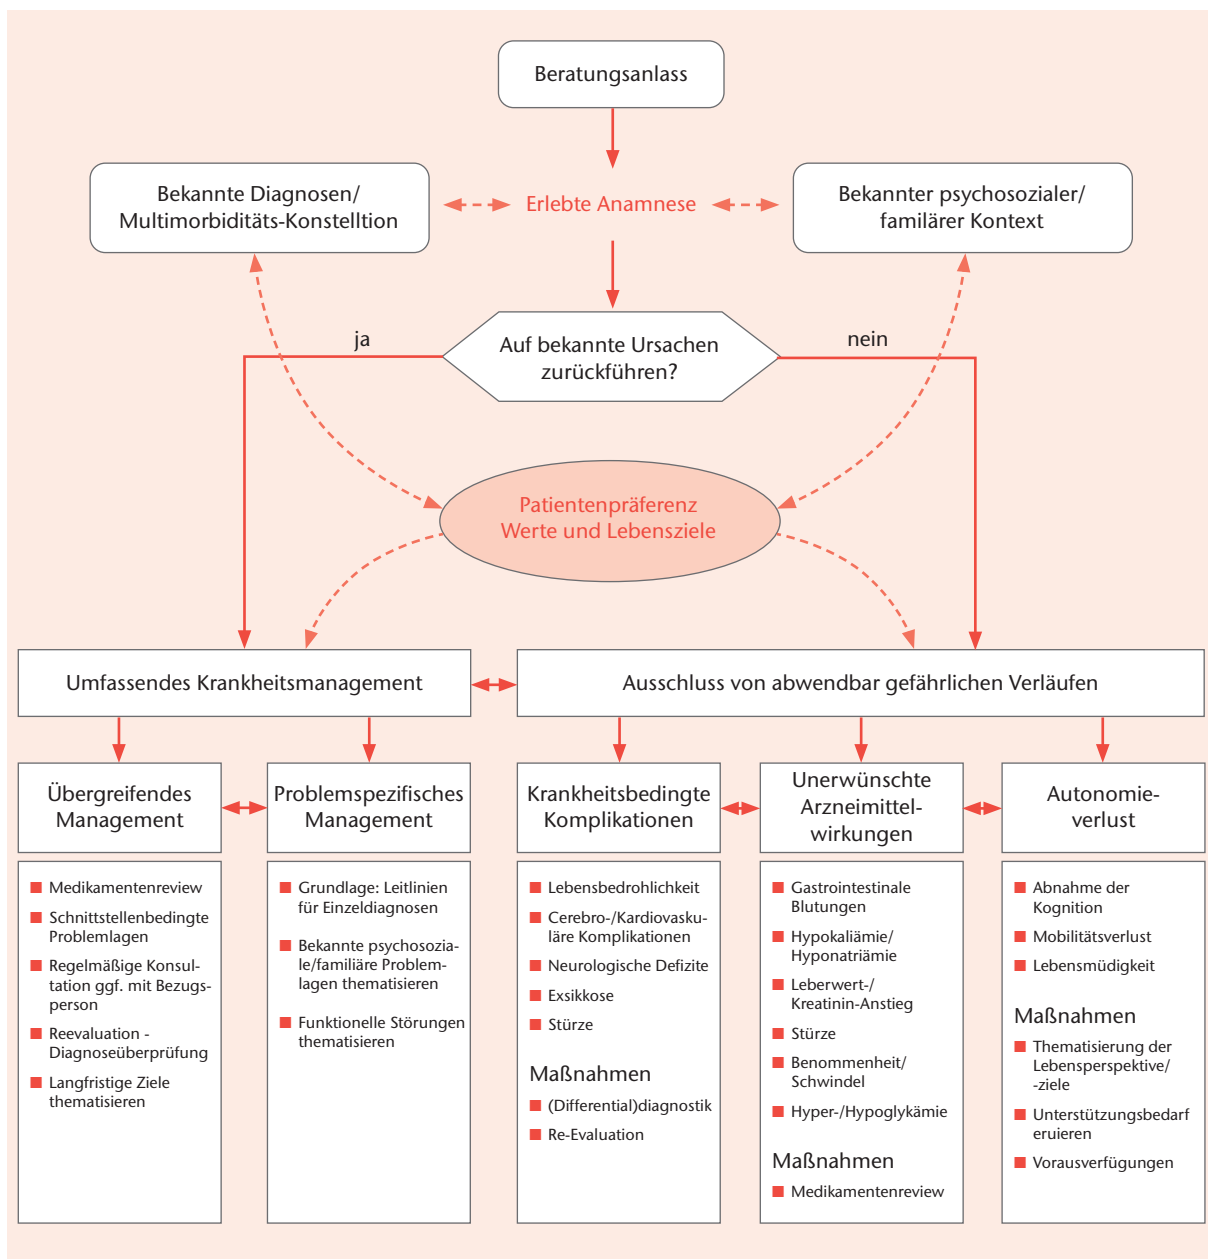 Beratungsanlass
Bekannte Diagnosen/
Multimorbiditäts-Konstelltion
Erlebte Anamnese
Bekannter psychosozialer/
familärer Kontext
ja
Auf bekannte Ursachen
zurückführen?
nein
Patientenpräferenz
Werte und Lebensziele
Umfassendes Krankheitsmanagement
Ausschluss von abwendbar gefährlichen Verläufen
Übergreifendes
Management
Problemspezifisches
Management
Krankheitsbedingte
Komplikationen
Unerwünschte
Arzneimittel-
wirkungen
Autonomie-
verlust
Medikamentenreview
Schnittstellenbedingte
Problemlagen
Regelmäßige Konsul-
tation ggf. mit Bezugs-
person
Reevaluation -
Diagnoseüberprüfung
Langfristige Ziele
thematisieren
Grundlage: Leitlinien
für Einzeldiagnosen
Bekannte psychosozia-
le/familiäre Problem-
lagen thematisieren
Funktionelle Störungen
thematisieren
Lebensbedrohlichkeit
Cerebro-/Kardiovasku-
läre Komplikationen
Neurologische Defizite
Exsikkose
Stürze
Maßnahmen
(Differential)diagnostik
Re-Evaluation
Gastrointestinale
Blutungen
Hypokaliämie/
Hyponatriämie
Leberwert-/
Kreatinin-Anstieg
Stürze
Benommenheit/
Schwindel
Hyper-/Hypoglykämie
Maßnahmen
Medikamentenreview
Abnahme der
Kognition
Mobilitätsverlust
Lebensmüdigkeit
Maßnahmen
Thematisierung der
Lebensperspektive/
-ziele
Unterstützungsbedarf
eruieren
Vorausverfügungen